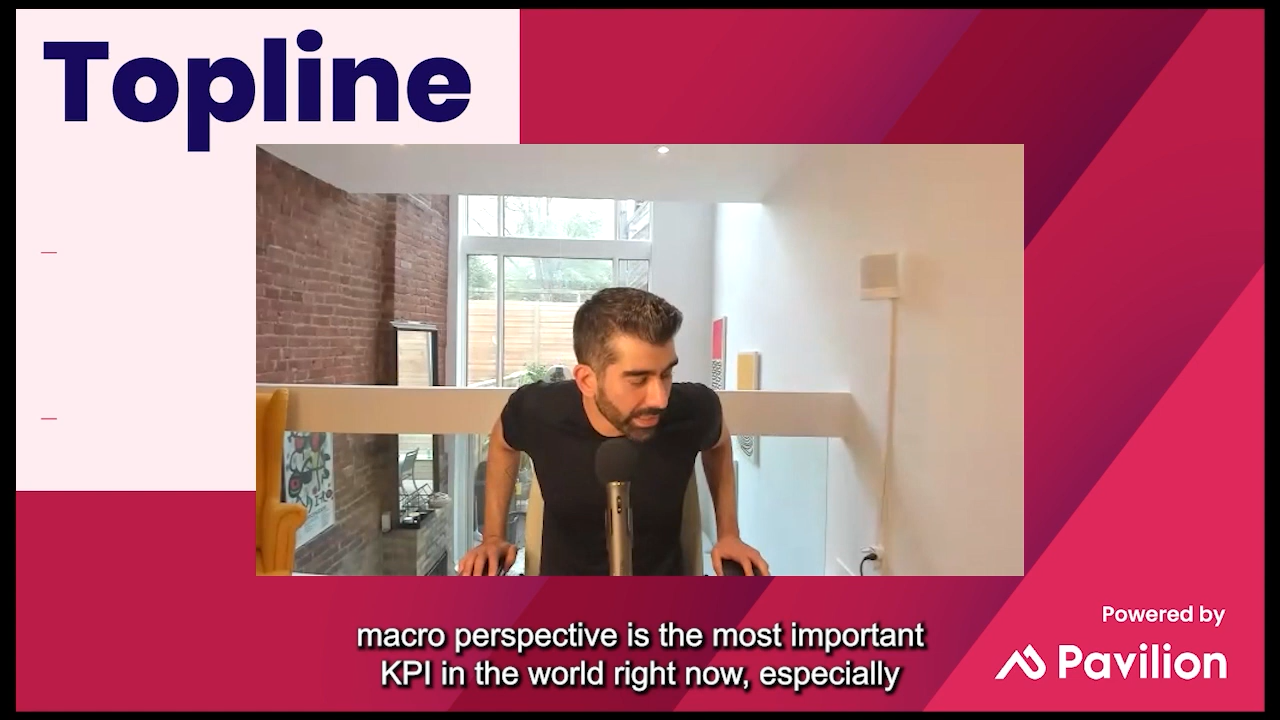 Topline
macro perspective is the most important
KPI in the world right now, especially
Powered by
Pavilion